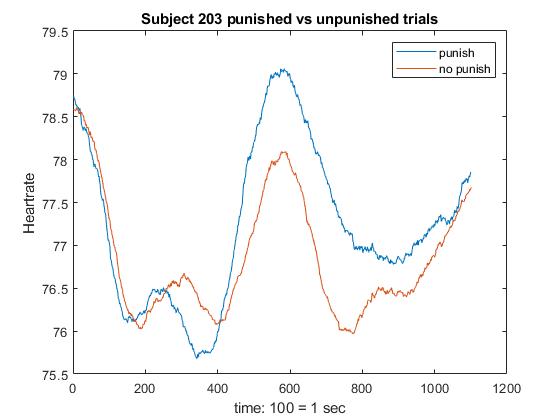 Subject 203 punished vs unpunished trials
79.5
79
78.5
78
77.5
77
76.5
76
75.5
Heartrate
punish
no punish
0 200 400 600 800 1000 1200
time: 100 = 1 sec